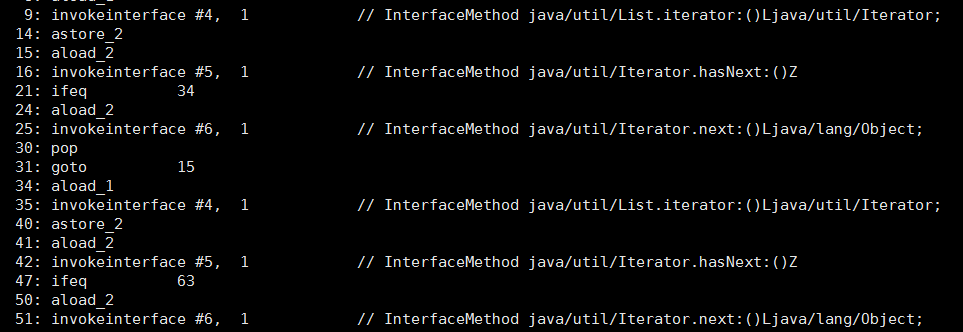 9: invokeinterface #4,  1            // InterfaceMethod java/util/List.iterator:()Ljava/util/Iterator;
14: astore_2
15: aload_2
16: invokeinterface #5,  1            // InterfaceMethod java/util/Iterator.hasNext:()Z
21: ifeq          34
24: aload_2
25: invokeinterface #6,  1            // InterfaceMethod java/util/Iterator.next:()Ljava/lang/Object;
30: pop
31: goto          15
34: aload_1
35: invokeinterface #4,  1            // InterfaceMethod java/util/List.iterator:()Ljava/util/Iterator;
40: astore_2
41: aload_2
42: invokeinterface #5,  1            // InterfaceMethod java/util/Iterator.hasNext:()Z
47: ifeq          63
50: aload_2
51: invokeinterface #6,  1            // InterfaceMethod java/util/Iterator.next:()Ljava/lang/Object;